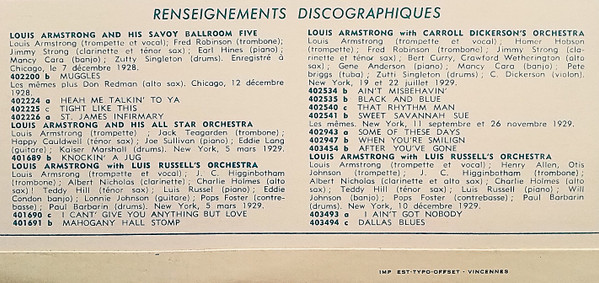 RENSEIGNEMENTS DISCOGRAPHIQUES
LOUIS ARMSTRONG AND HIS SAVOY BALLROOM FIVE
Louis Armstrong (trompette et vocal); Fred Robinson (trombone);
Jimmy Strong (clarinette et ténor sax); Earl Hines (piano);
Mancy Cara (banjo); Zutty Singleton (drums). Enregistré à
Chicago, le 7 décembre 1928.
402200 b MUGGLES
Les mêmes plus Don Redman (alto sax). Chicago, 12 décembre
1928.
402224 a HEAH ME TALKIN' TO YA
402225 c TIGHT LIKE THIS
402226 a ST. JAMES INFIRMARY
LOUIS ARMSTRONG AND HIS ALL STAR ORCHESTRA
Louis Armstrong (trompette) ; Jack Teagarden (trombone) ;
Happy Cauldwell (ténor sax) ; Joe Sullivan (piano) ; Eddie Lang
(guitare); Kaiser Marshall (drums). New York, 5 mars 1929.
401689 b KNOCKIN' A JUG
LOUIS ARMSTRONG with LUIS RUSSELL'S ORCHESTRA
Louis Armstrong (trompette et vocal); J. C. Higginbotham
(trombone) ; Albert Nicholas (clarinette) ; Charlie Holmes (alto
sax) ! Teddy Hill (ténor sax) ; Luis Russel (piano) ; Eddie
Condon banjo) ; Lonnie Johnson (guitare) ; Pops Foster (contre-
basse) ; Paul Barbarin (drums). New York, 5 mars 1929.
401690 c I CANT' GIVE YOU ANYTHING BUT LOVE
401691 b MAHOGANY HALL STOMP
LOUIS ARMSTRONG with CARROLL DICKERSON'S ORCHESTRA
Louis Armstrong (trompette et vocal) ; Homer Hobson
(trompette) ; Fred Robinson (trombone) ; Jimmy Strong (cla-
rinette et ténor sax) ; Bert Curry, Crawford Wetherington (alto
sax) ; Gene Anderson (piano) ; Mancy Cara (banjo) ; Pete
briggs (tuba) ; Zutti Singleton (drums) ; C. Dickerson (violon).
New York, 19 et 22 juillet 1929.
402534 b AIN'T MISBEHAVIN'
402535 b BLACK AND BLUE
402540 c THAT RHYTHM MAN
402541 b SWEET SAVANNAH SUE
Les mêmes. New York, 11 septembre et 26 novembre 1929.
402943 a SOME OF THESE DAYS
402947 b WHEN YOU'RE SMILIGN
403454 b AFTER YOU'VE GONE
LOUIS ARMSTRONG with LUIS RUSSELL'S ORCHESTRA
Louis Armstrong (trompette et vocal) ; Henry Allen, Otis
Johnson (trompette) ; J. C. Higginbotham (trombone) ;
Albert Nicholas (clarinette et alto sax) ; Charlie Holmes (alto
sax) ; Teddy Hill (ténor sax) ; Luis Russell (piano) ; Will
Johnson (banjo) ; Pops Foster (contrebasse) ; Paul Barbarin
(drums). New York, 10 décembre 1929.
403493 a I AIN'T GOT NOBODY
403494 c DALLAS BLUES
IMP EST-TYPO-OFFSET - VINCENNES